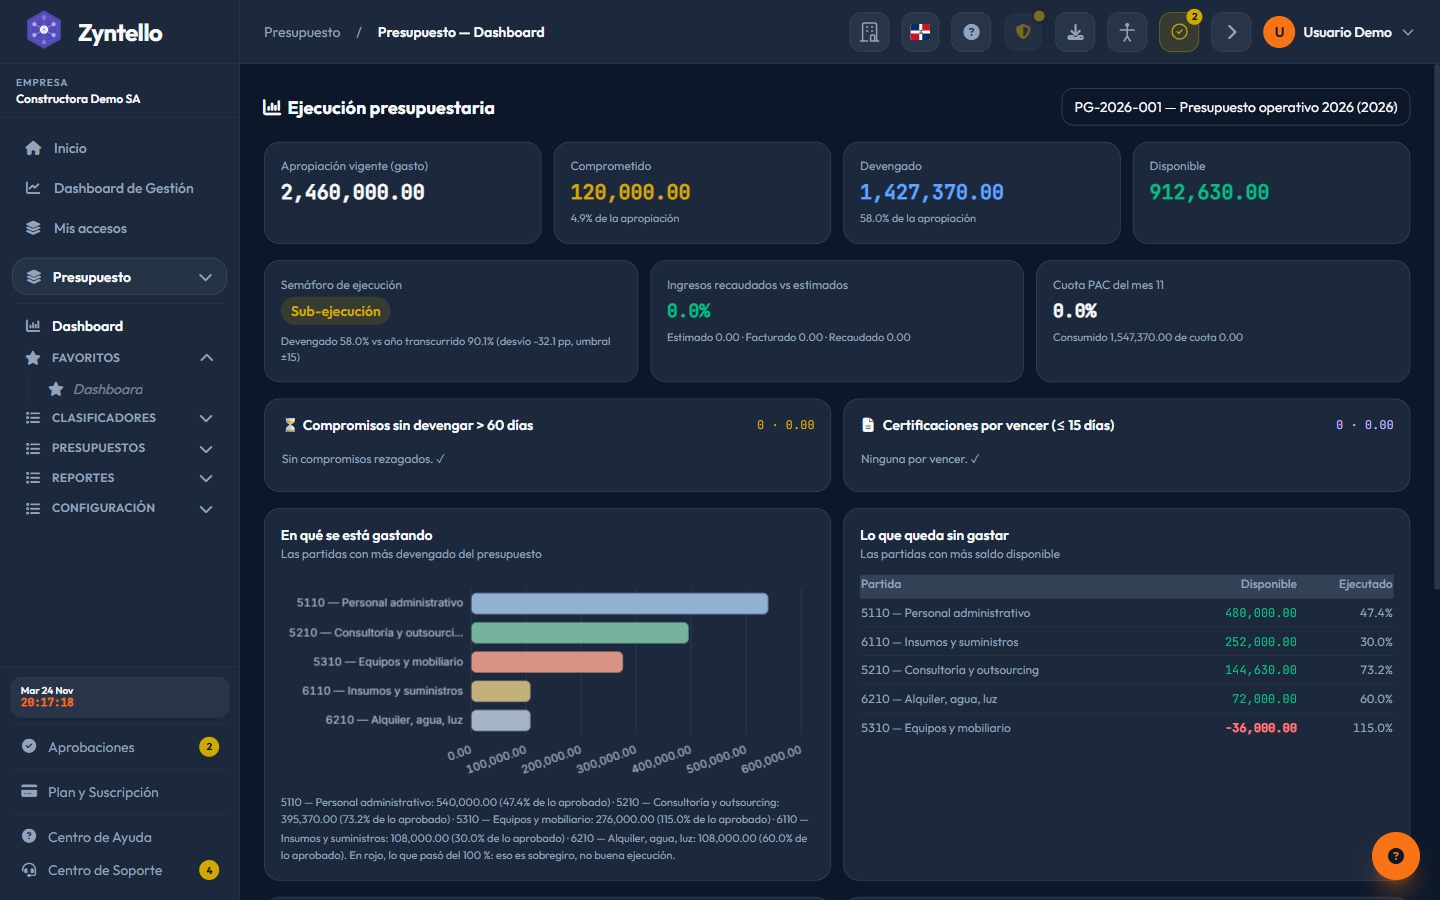 Zyntello
Presupuesto / Presupuesto — Dashboard
2
U Usuario Demo
EMPRESA
Constructora Demo SA
Inicio
Dashboard de Gestión
Mis accesos
Presupuesto
Dashboard
FAVORITOS
Dashboard
CLASIFICADORES
PRESUPUESTOS
REPORTES
CONFIGURACIÓN
Mar 24 Nov
20:17:18
Aprobaciones 2
Plan y Suscripción
Centro de Ayuda
Centro de Soporte 4
Ejecución presupuestaria
PG-2026-001 — Presupuesto operativo 2026 (2026)
Apropiación vigente (gasto)
2,460,000.00
Comprometido
120,000.00
4.9% de la apropiación
Devengado
1,427,370.00
58.0% de la apropiación
Disponible
912,630.00
Semáforo de ejecución
Sub-ejecución
Devengado 58.0% vs año transcurrido 90.1% (desvío -32.1 pp, umbral
±15)
Ingresos recaudados vs estimados
0.0%
Estimado 0.00 · Facturado 0.00 · Recaudado 0.00
Cuota PAC del mes 11
0.0%
Consumido 1,547,370.00 de cuota 0.00
Compromisos sin devengar > 60 días 0 · 0.00
Sin compromisos rezagados. ✓
Certificaciones por vencer (≤ 15 días) 0 · 0.00
Ninguna por vencer. ✓
En qué se está gastando
Las partidas con más devengado del presupuesto
5110 — Personal administrativo
5210 — Consultoría y outsourci...
5310 — Equipos y mobiliario
6110 — Insumos y suministros
6210 — Alquiler, agua, luz
0.00 100,000.00 200,000.00 300,000.00 400,000.00 500,000.00 600,000.00
5110 — Personal administrativo: 540,000.00 (47.4% de lo aprobado) · 5210 — Consultoría y outsourcing:
395,370.00 (73.2% de lo aprobado) · 5310 — Equipos y mobiliario: 276,000.00 (115.0% de lo aprobado) · 6110 —
Insumos y suministros: 108,000.00 (30.0% de lo aprobado) · 6210 — Alquiler, agua, luz: 108,000.00 (60.0% de
lo aprobado). En rojo, lo que pasó del 100 %: eso es sobregiro, no buena ejecución.
Lo que queda sin gastar
Las partidas con más saldo disponible
Partida Disponible Ejecutado
5110 — Personal administrativo 480,000.00 47.4%
6110 — Insumos y suministros 252,000.00 30.0%
5210 — Consultoría y outsourcing 144,630.00 73.2%
6210 — Alquiler, agua, luz 72,000.00 60.0%
5310 — Equipos y mobiliario -36,000.00 115.0%